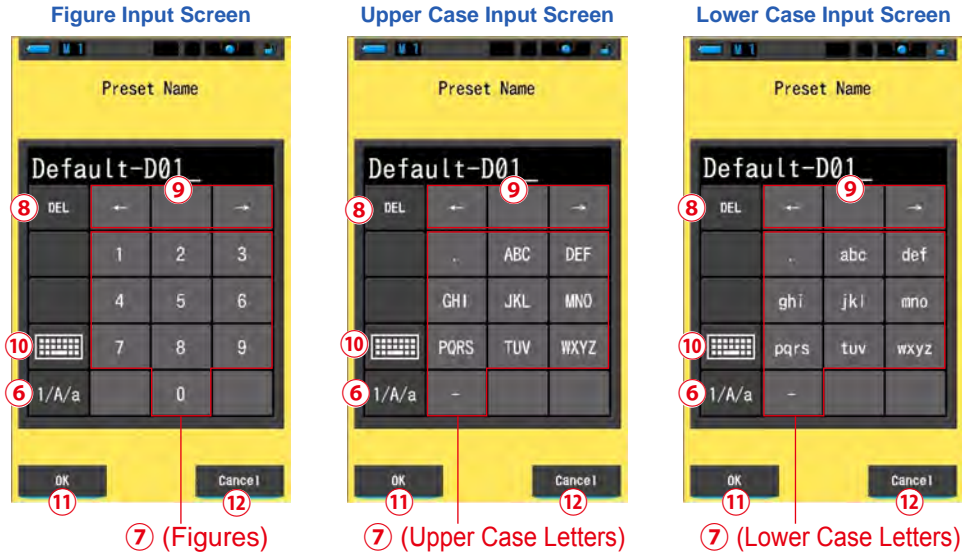 Figure Input Screen
M 1
Preset Name
Default-D01_
⑨
⑧ DEL ← →
1 2 3
4 5 6
⑩ 7 8 9
⑥ 1/A/a 0
OK Cancel
⑪ ⑫
⑦ (Figures)
Upper Case Input Screen
M 1
Preset Name
Default-D01_
⑨
⑧ DEL ← →
. ABC DEF
GHI JKL MNO
⑩ PQRS TUV WXYZ
⑥ 1/A/a -
OK Cancel
⑪ ⑫
⑦ (Upper Case Letters)
Lower Case Input Screen
M 1
Preset Name
Default-D01_
⑨
⑧ DEL ← →
. abc def
ghi jkl mno
⑩ pqrs tuv wxyz
⑥ 1/A/a -
OK Cancel
⑪ ⑫
⑦ (Lower Case Letters)